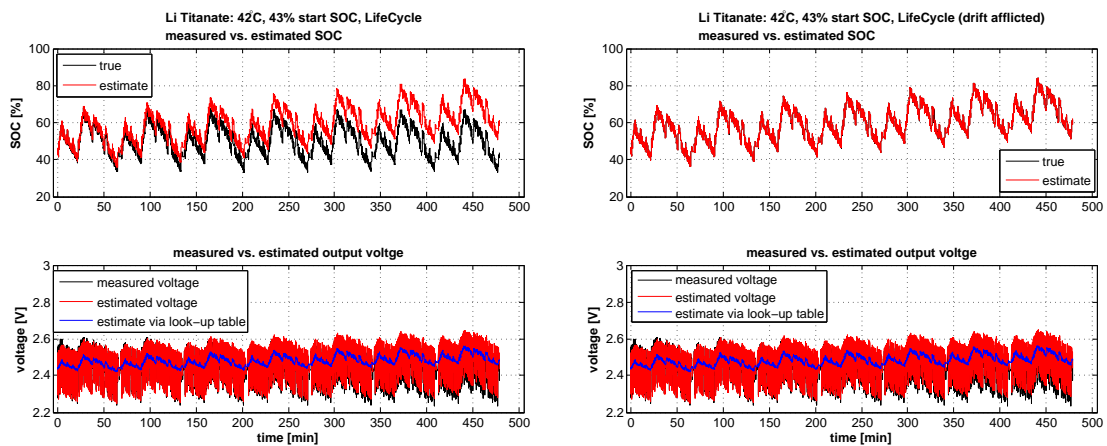 Li Titanate: 42°C, 43% start SOC, LifeCycle
measured vs. estimated SOC
100
80
60
40
20
SOC [%]
true
estimate
0 50 100 150 200 250 300 350 400 450 500
measured vs. estimated output voltge
3
2.8
2.6
2.4
2.2
voltage [V]
measured voltage
estimated voltage
estimate via look-up table
0 50 100 150 200 250 300 350 400 450 500
time [min]
Li Titanate: 42°C, 43% start SOC, LifeCycle (drift afflicted)
measured vs. estimated SOC
100
80
60
40
20
SOC [%]
true
estimate
0 50 100 150 200 250 300 350 400 450 500
measured vs. estimated output voltge
3
2.8
2.6
2.4
2.2
voltage [V]
measured voltage
estimated voltage
estimate via look-up table
0 50 100 150 200 250 300 350 400 450 500
time [min]